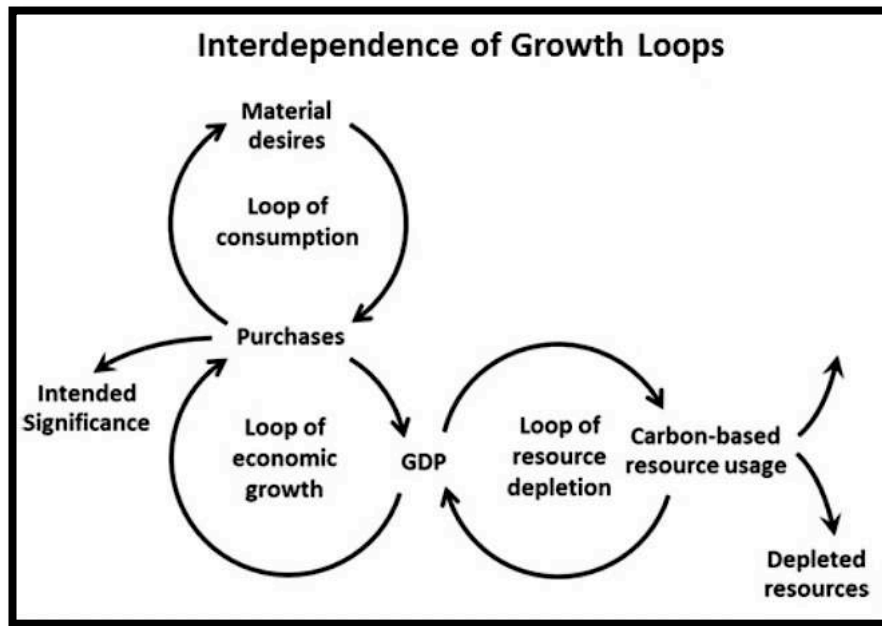 Interdependence of Growth Loops
Material
desires
Loop of
consumption
Purchases
Intended
Significance
Loop of
economic
growth
GDP
Loop of
resource
depletion
Carbon-based
resource usage
Depleted
resources